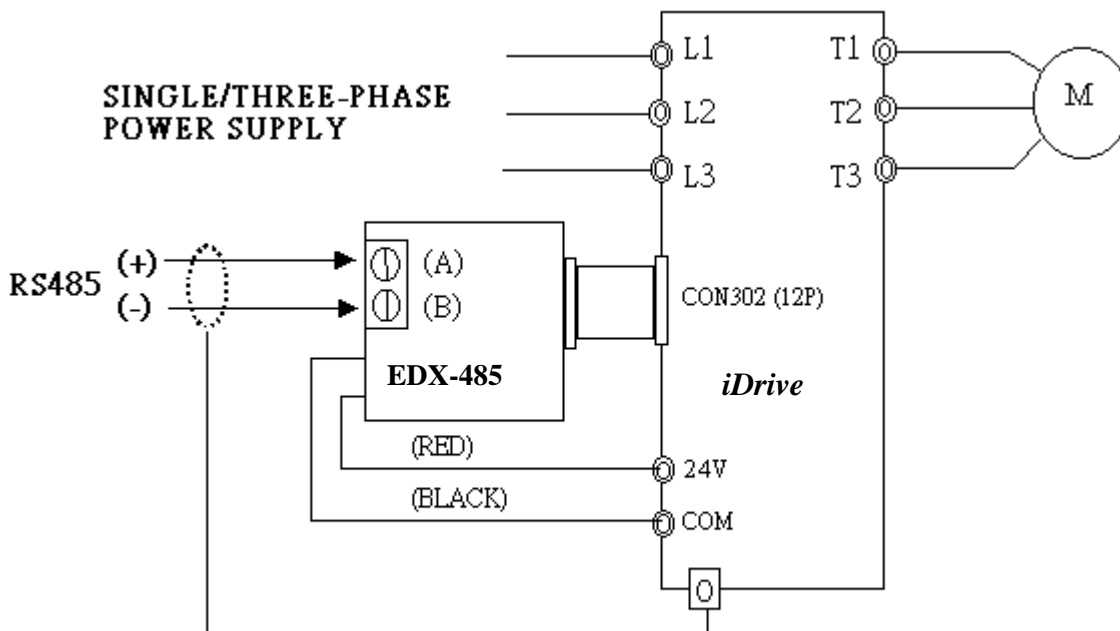 L1
T1
SINGLE/THREE-PHASE
POWER SUPPLY
M
L2
T2
L3
T3
RS485
(+)
(A)
(-)
(B)
CON302 (12P)
EDX-485
iDrive
(RED)
24V
(BLACK)
COM